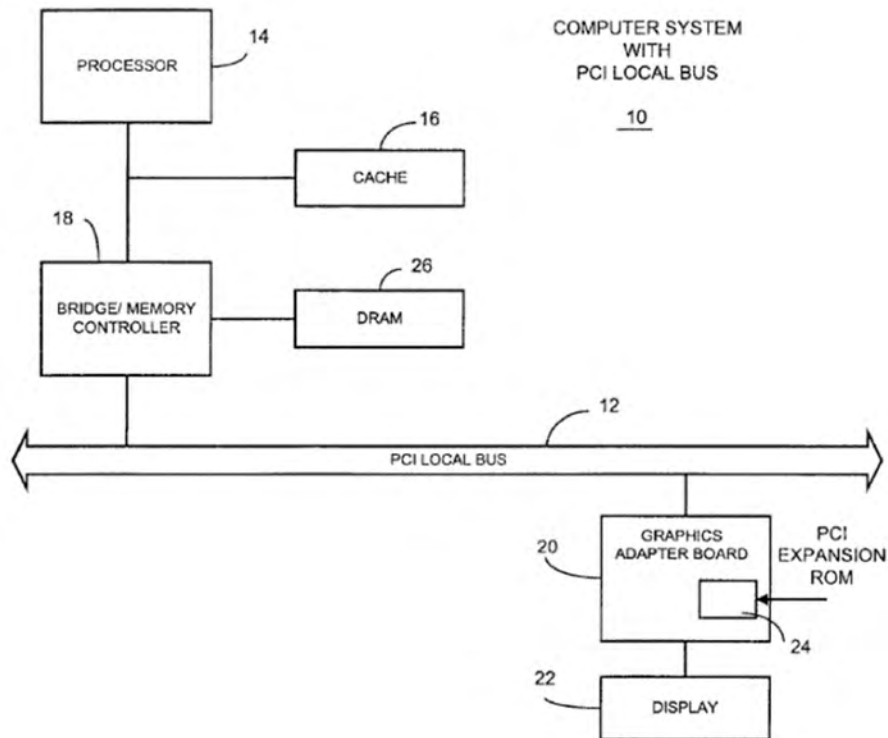 14
PROCESSOR
COMPUTER SYSTEM
WITH
PCI LOCAL BUS
10
16
CACHE
18
BRIDGE/ MEMORY
CONTROLLER
26
DRAM
12
PCI LOCAL BUS
20
GRAPHICS
ADAPTER BOARD
PCI
EXPANSION
ROM
24
22
DISPLAY